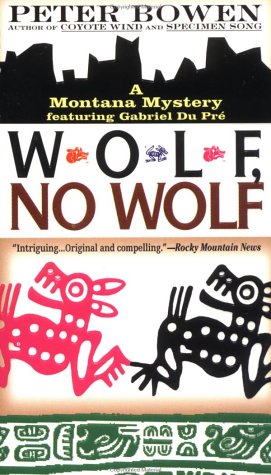 PETER BOWEN
AUTHOR OF COYOTE WIND AND SPECIMEN SONG
A
Montana Mystery
featuring Gabriel Du Pré
W•O•L•F,
NO WOLF
"Intriguing...Original and compelling."—Rocky Mountain News